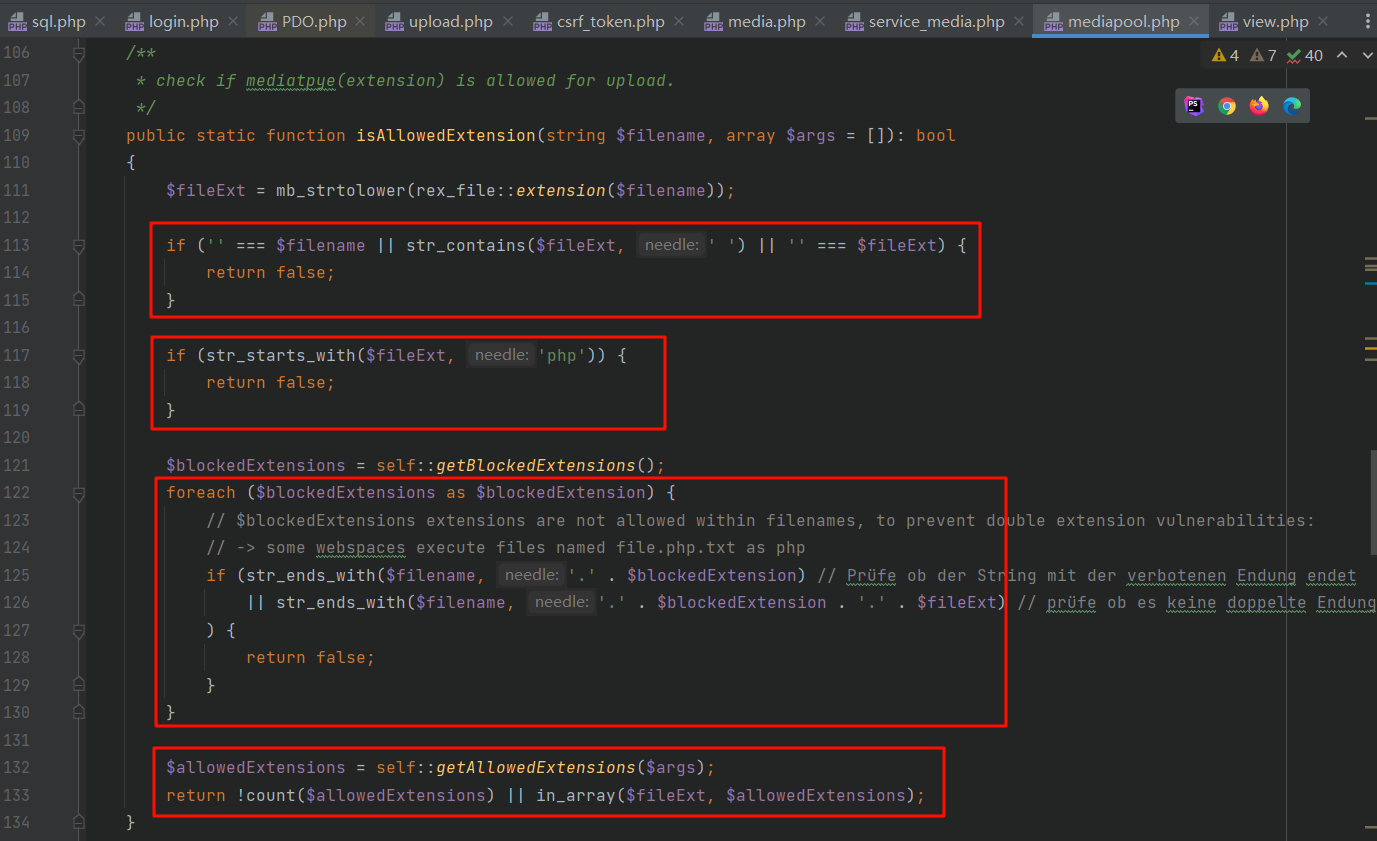 sql.php login.php PDO.php upload.php csrf_token.php media.php service_media.php mediapool.php view.php
4 7 40
106 /**
107 * check if mediatpye(extension) is allowed for upload.
108 */
109 public static function isAllowedExtension(string $filename, array $args = []): bool
110 {
111 $fileExt = mb_strtolower(rex_file::extension($filename));
112
113 if ('' === $filename || str_contains($fileExt, needle: ' ') || '' === $fileExt) {
114 return false;
115 }
116
117 if (str_starts_with($fileExt, needle: 'php')) {
118 return false;
119 }
120
121 $blockedExtensions = self::getBlockedExtensions();
122 foreach ($blockedExtensions as $blockedExtension) {
123 // $blockedExtensions extensions are not allowed within filenames, to prevent double extension vulnerabilities:
124 // -> some webspaces execute files named file.php.txt as php
125 if (str_ends_with($filename, needle: '.' . $blockedExtension) // Prüfe ob der String mit der verbotenen Endung endet
126 || str_ends_with($filename, needle: '.' . $blockedExtension . '.' . $fileExt) // prüfe ob es keine doppelte Endung
127 ) {
128 return false;
129 }
130 }
131
132 $allowedExtensions = self::getAllowedExtensions($args);
133 return !count($allowedExtensions) || in_array($fileExt, $allowedExtensions);
134 }